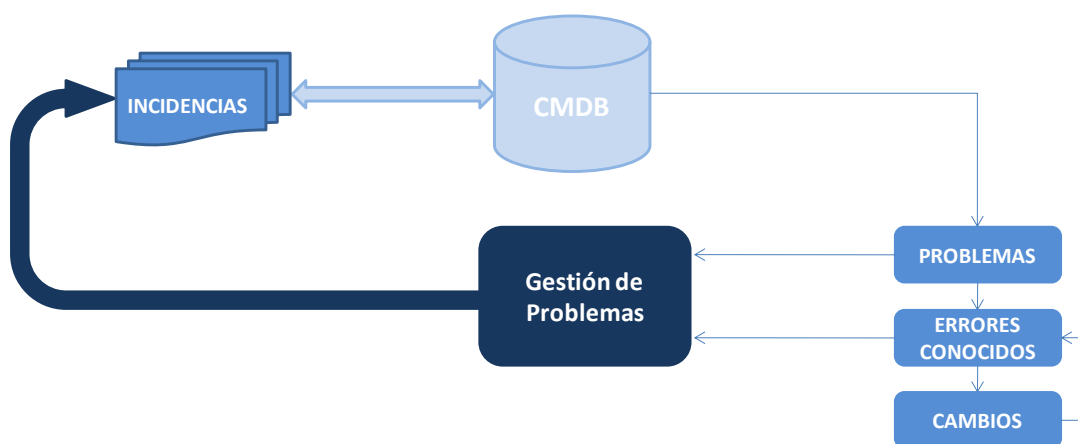 INCIDENCIAS
CMDB
PROBLEMAS
Gestión de
Problemas
ERRORES
CONOCIDOS
CAMBIOS